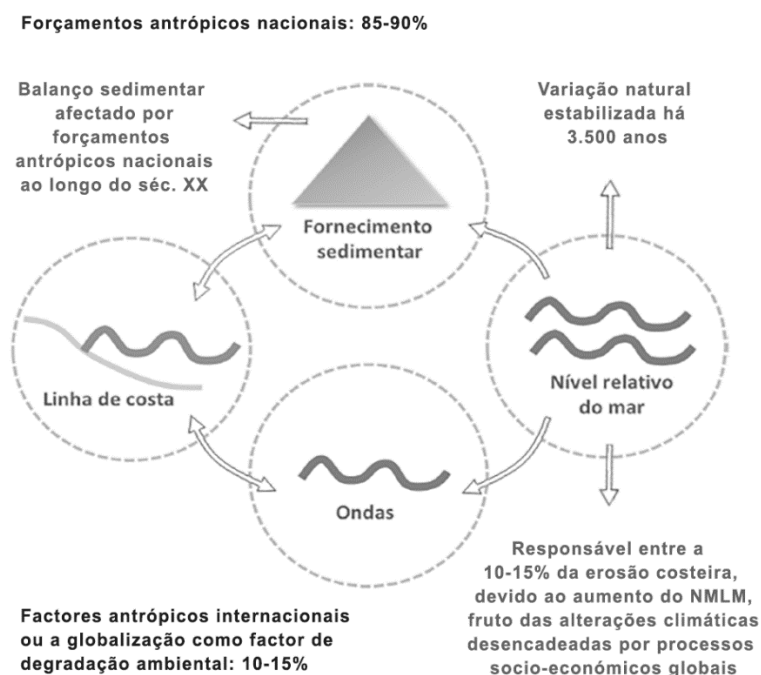 Forçamentos antrópicos nacionais: 85-90%
Balanço sedimentar
afectado por
forçamentos
antrópicos nacionais
ao longo do séc. XX
Variação natural
estabilizada há
3.500 anos
Fornecimento
sedimentar
Linha de costa
Nível relativo
do mar
Ondas
Responsável entre a
10-15% da erosão costeira,
devido ao aumento do NMLM,
fruto das alterações climáticas
desencadeadas por processos
socio-económicos globais
Factores antrópicos internacionais
ou a globalização como factor de
degradação ambiental: 10-15%